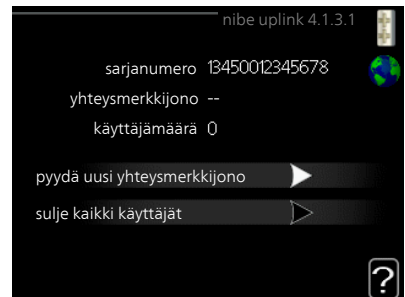 nibe uplink 4.1.3.1
sarjanumero 13450012345678
yhteysmerkkijono --
käyttäjämäärä 0
pyydä uusi yhteysmerkkijono
sulje kaikki käyttäjät
?